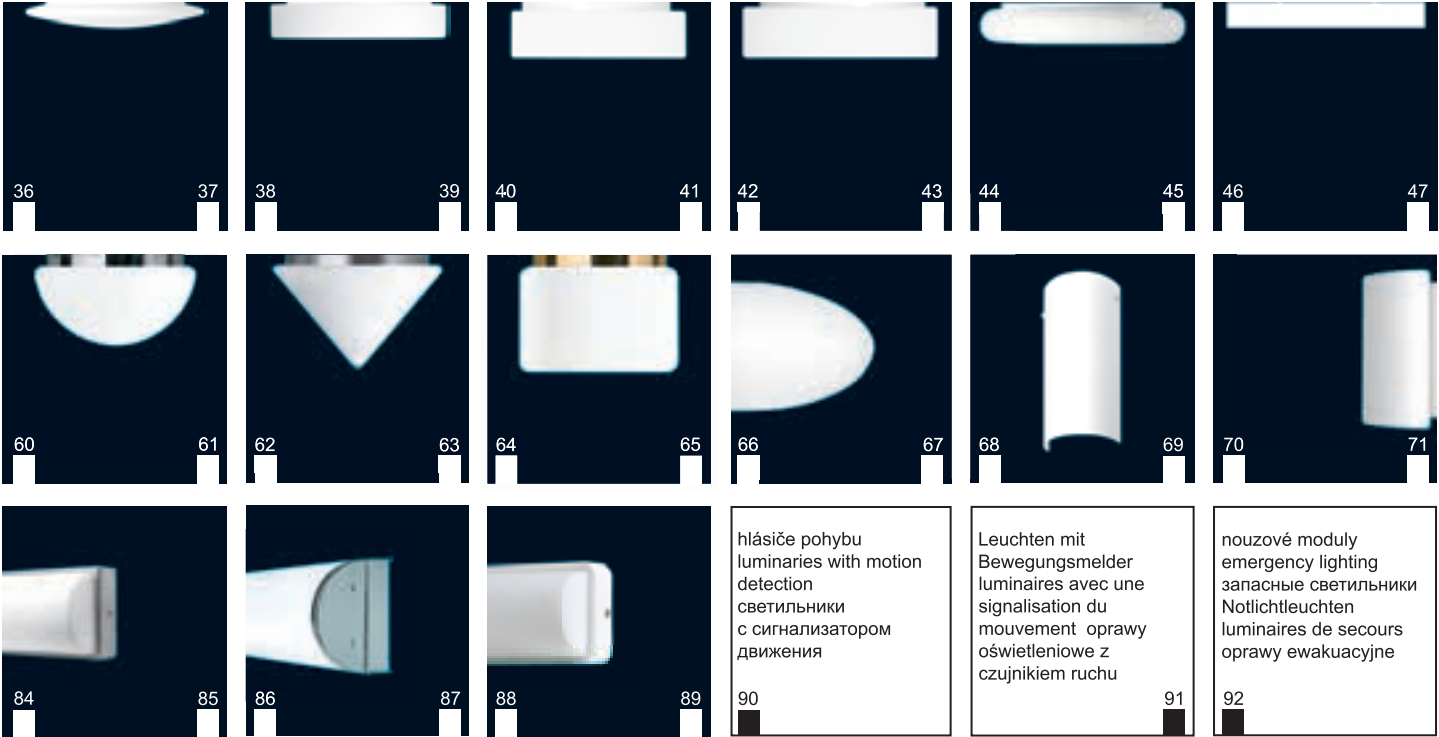 36 37 38 39 40 41 42 43 44 45 46 47
60 61 62 63 64 65 66 67 68 69 70 71
hlásiče pohybu
luminaries with motion
detection
светильники
с сигнализатором
движения
Leuchten mit
Bewegungsmelder
luminaires avec une
signalisation du
mouvement oprawy
oświetleniowe z
czujnikiem ruchu
nouzové moduly
emergency lighting
запасные светильники
Notlichtleuchten
luminaires de secours
oprawy ewakuacyjne
84 85 86 87 88 89 90 91 92